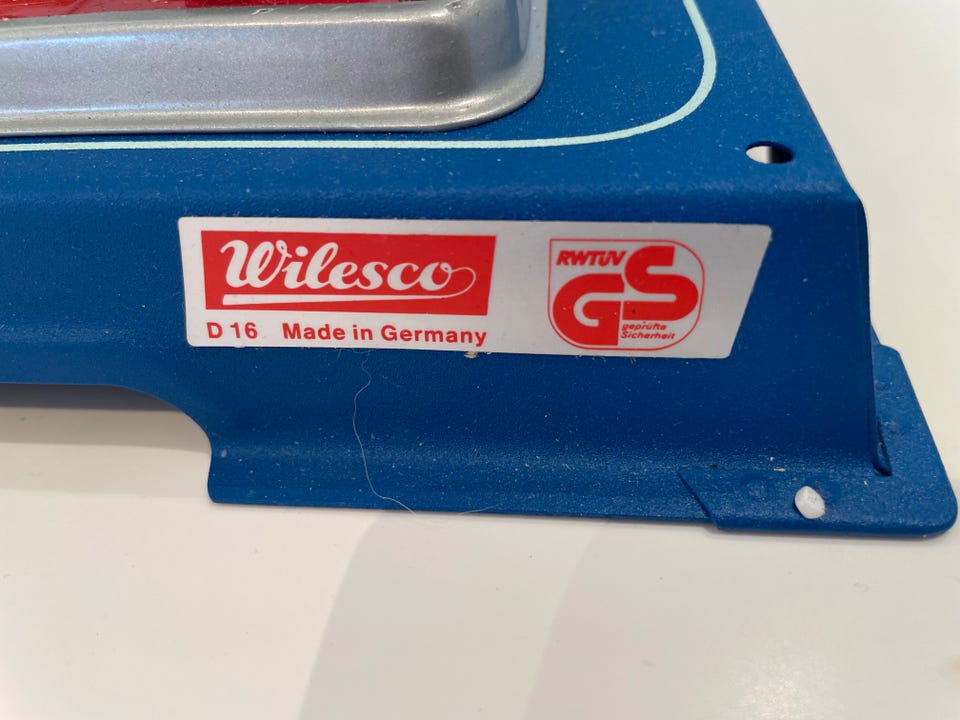 Wilesco
D 16 Made in Germany
RWTÜV
GS
geprüfte
Sicherheit